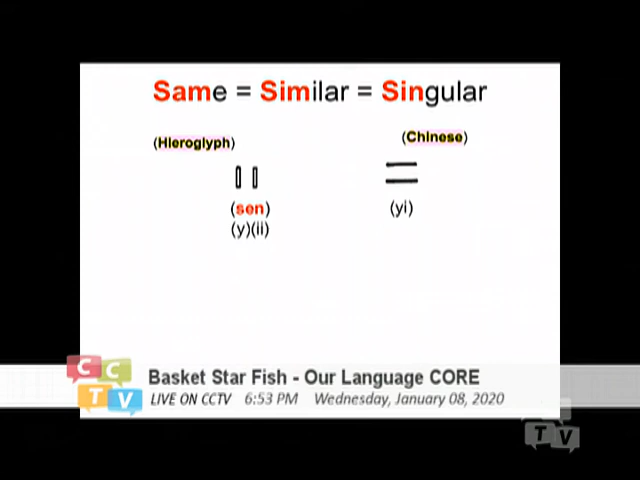 Same = Similar = Singular
(Hieroglyph)
(Chinese)
(sen)
(yi)
(y)(ii)
C C
T V
Basket Star Fish - Our Language CORE
LIVE ON CCTV 6:53 PM Wednesday, January 08, 2020
T V